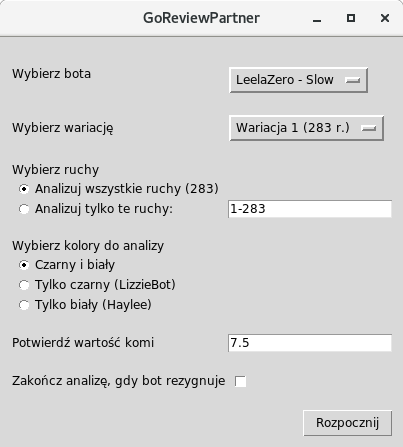 GoReviewPartner
Wybierz bota
LeelaZero - Slow
Wybierz wariację
Wariacja 1 (283 r.)
Wybierz ruchy
Analizuj wszystkie ruchy (283)
Analizuj tylko te ruchy:
1-283
Wybierz kolory do analizy
Czarny i biały
Tylko czarny (LizzieBot)
Tylko biały (Haylee)
Potwierdź wartość komi
7.5
Zakończ analizę, gdy bot rezygnuje
Rozpocznij